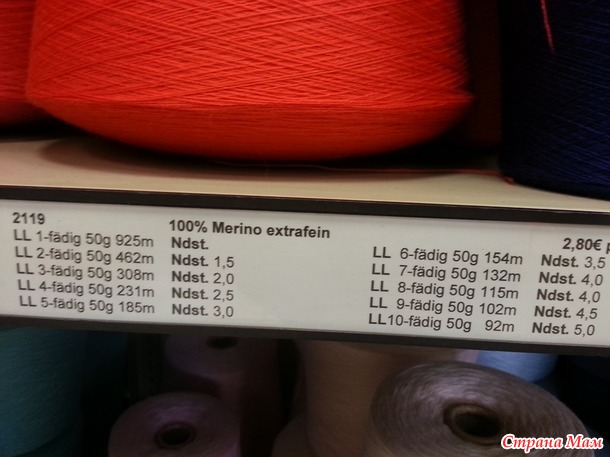 2119 100% Merino extrafein 2,80€
LL 1-fädig 50g 925m Ndst. LL 6-fädig 50g 154m Ndst. 3,5
LL 2-fädig 50g 462m Ndst. 1,5 LL 7-fädig 50g 132m Ndst. 4,0
LL 3-fädig 50g 308m Ndst. 2,0 LL 8-fädig 50g 115m Ndst. 4,0
LL 4-fädig 50g 231m Ndst. 2,5 LL 9-fädig 50g 102m Ndst. 4,5
LL 5-fädig 50g 185m Ndst. 3,0 LL10-fädig 50g 92m Ndst. 5,0
Страна Мам